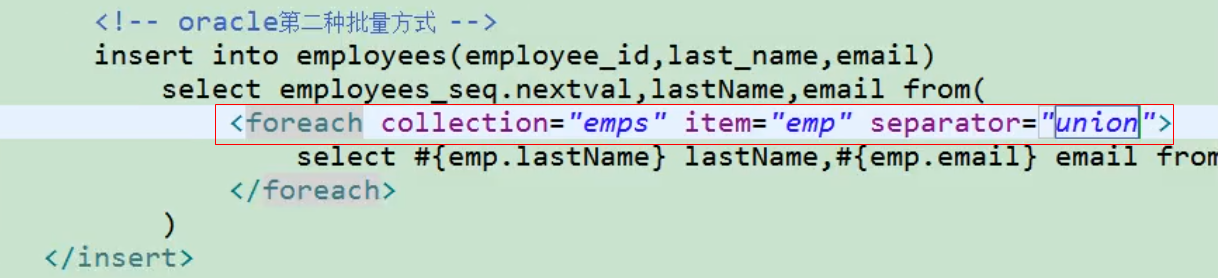 <!-- oracle第二种批量方式 -->
insert into employees(employee_id,last_name,email)
select employees_seq.nextval,lastName,email from(
<foreach collection="emps" item="emp" separator="union">
select #{emp.lastName} lastName,#{emp.email} email from
</foreach>
)
</insert>